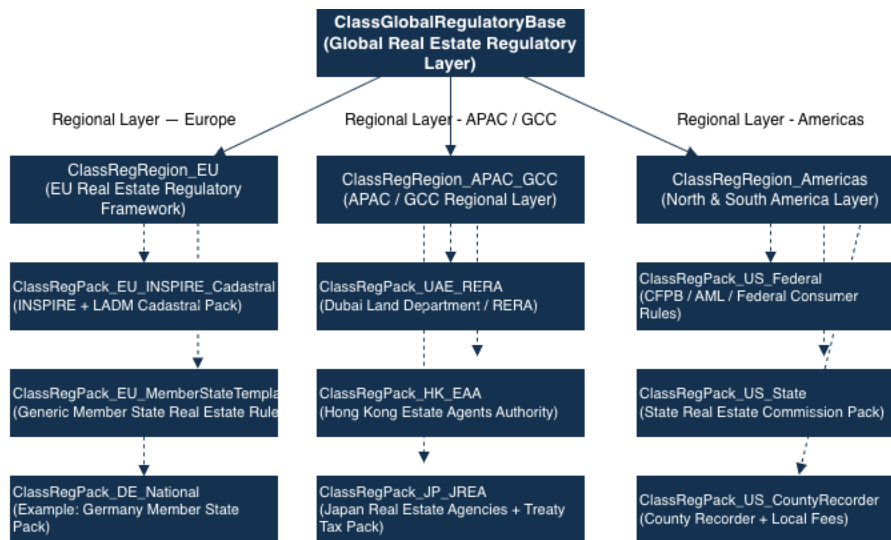 ClassGlobalRegulatoryBase
(Global Real Estate Regulatory
Layer)
Regional Layer — Europe
Regional Layer - APAC / GCC
Regional Layer - Americas
ClassRegRegion_EU
(EU Real Estate Regulatory
Framework)
ClassRegRegion_APAC_GCC
(APAC / GCC Regional Layer)
ClassRegRegion_Americas
(North & South America Layer)
ClassRegPack_EU_INSPIRE_Cadastral
(INSPIRE + LADM Cadastral Pack)
ClassRegPack_UAE_RERA
(Dubai Land Department / RERA)
ClassRegPack_US_Federal
(CFPB / AML / Federal Consumer
Rules)
ClassRegPack_EU_MemberStateTempla
(Generic Member State Real Estate Rule
ClassRegPack_HK_EAA
(Hong Kong Estate Agents Authority)
ClassRegPack_US_State
(State Real Estate Commission Pack)
ClassRegPack_DE_National
(Example: Germany Member State
Pack)
ClassRegPack_JP_JREA
(Japan Real Estate Agencies + Treaty
Tax Pack)
ClassRegPack_US_CountyRecorder
(County Recorder + Local Fees)